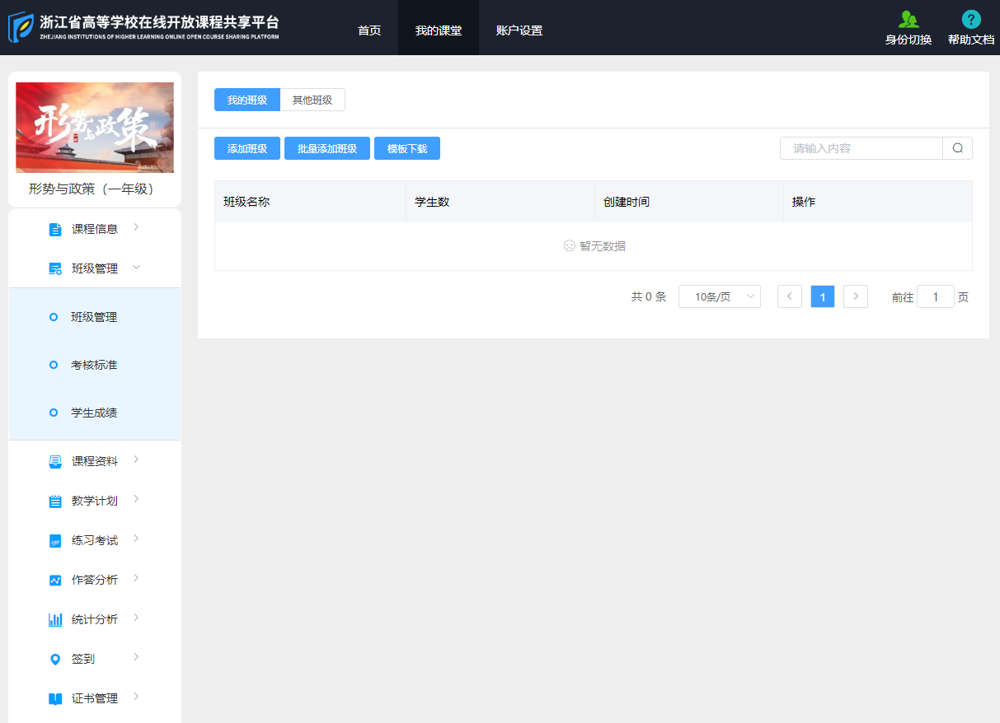 浙江省高等学校在线开放课程共享平台
ZHEJIANG INSTITUTIONS OF HIGHER LEARNING ONLINE OPEN COURSE SHARING PLATFORM
首页 我的课堂 账户设置
身份切换 帮助文档
形势与政策
形势与政策（一年级）
课程信息
班级管理
班级管理
考核标准
学生成绩
课程资料
教学计划
练习考试
作答分析
统计分析
签到
证书管理
我的班级 其他班级
添加班级 批量添加班级 模板下载 请输入内容
班级名称 学生数 创建时间 操作
暂无数据
共 0 条 10条/页 1 前往 1 页